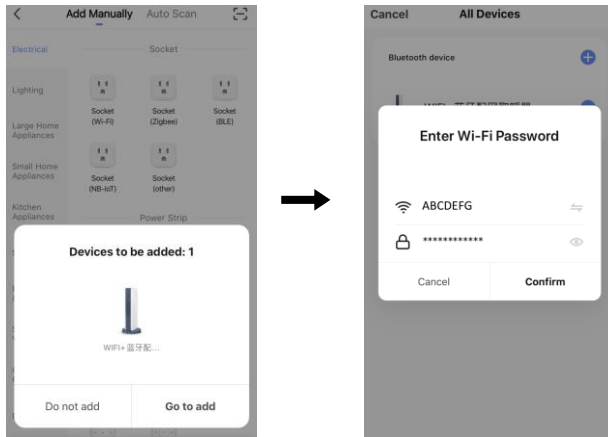 Add Manually Auto Scan
Electrical
Socket
Lighting
Socket
(Wi-Fi)
Socket
(Zigbee)
Socket
(BLE)
Large Home
Appliances
Small Home
Appliances
Socket
(NB-IoT)
Socket
(other)
Kitchen
Appliances
Power Strip
Devices to be added: 1
WIFI+蓝牙配...
Do not add
Go to add
Cancel
All Devices
Bluetooth device
Enter Wi-Fi Password
ABCDEFG
************
Cancel
Confirm